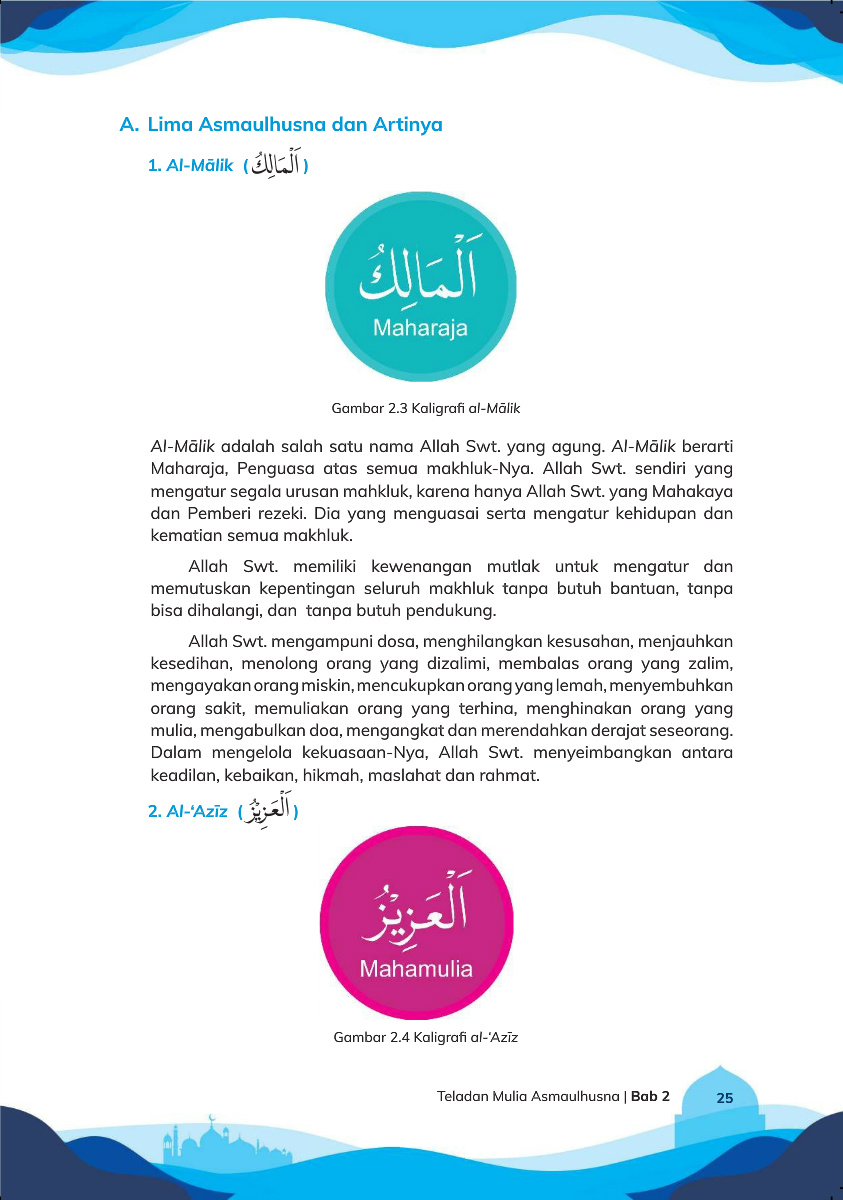 A. Lima Asmaulhusna dan Artinya
1. Al-Mālik (اَلْمَالِكُ)
اَلْمَالِكُ
Maharaja
Gambar 2.3 Kaligrafi al-Mālik
Al-Mālik adalah salah satu nama Allah Swt. yang agung. Al-Mālik berarti
Maharaja, Penguasa atas semua makhluk-Nya. Allah Swt. sendiri yang
mengatur segala urusan mahkluk, karena hanya Allah Swt. yang Mahakaya
dan Pemberi rezeki. Dia yang menguasai serta mengatur kehidupan dan
kematian semua makhluk.
Allah Swt. memiliki kewenangan mutlak untuk mengatur dan
memutuskan kepentingan seluruh makhluk tanpa butuh bantuan, tanpa
bisa dihalangi, dan tanpa butuh pendukung.
Allah Swt. mengampuni dosa, menghilangkan kesusahan, menjauhkan
kesedihan, menolong orang yang dizalimi, membalas orang yang zalim,
mengayakan orang miskin, mencukupkan orang yang lemah, menyembuhkan
orang sakit, memuliakan orang yang terhina, menghinakan orang yang
mulia, mengabulkan doa, mengangkat dan merendahkan derajat seseorang.
Dalam mengelola kekuasaan-Nya, Allah Swt. menyeimbangkan antara
keadilan, kebaikan, hikmah, maslahat dan rahmat.
2. Al-‘Azīz (اَلْعَزِيْزُ)
اَلْعَزِيْزُ
Mahamulia
Gambar 2.4 Kaligrafi al-‘Azīz
Teladan Mulia Asmaulhusna | Bab 2 25